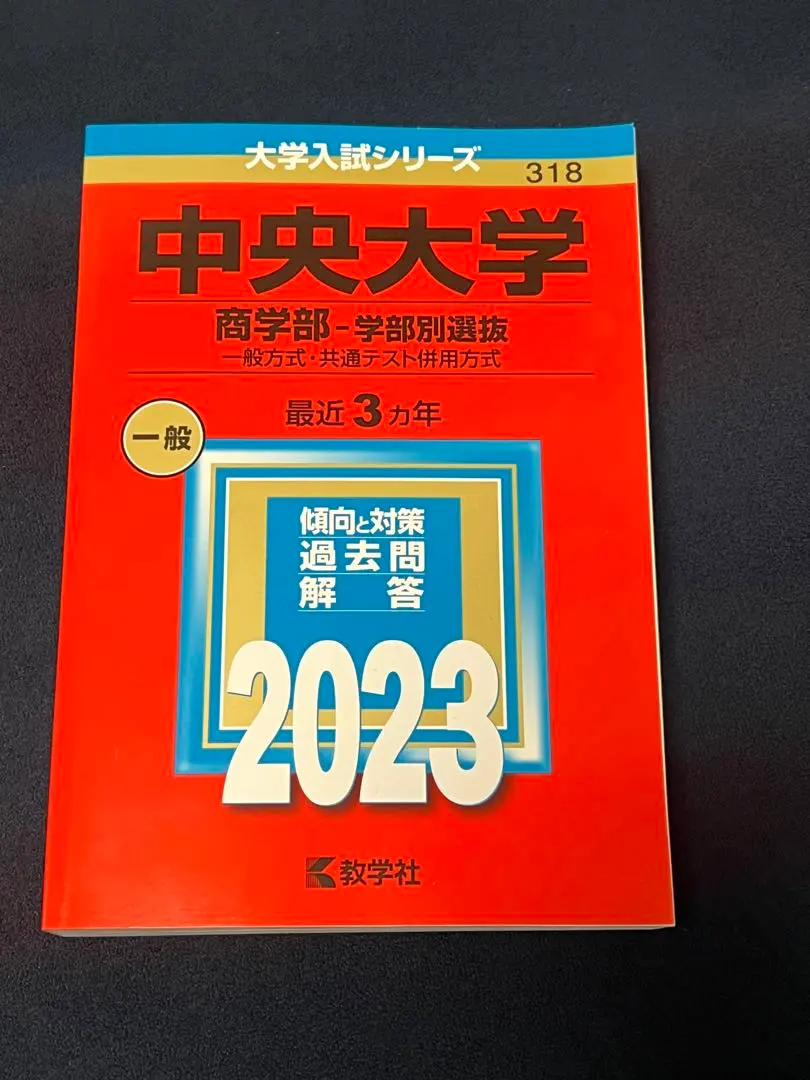 大学入試シリーズ
318
中央大学
商学部-学部別選抜
一般方式・共通テスト併用方式
最近3カ年
一般
傾向と対策
過去問
解答
2023
教学社